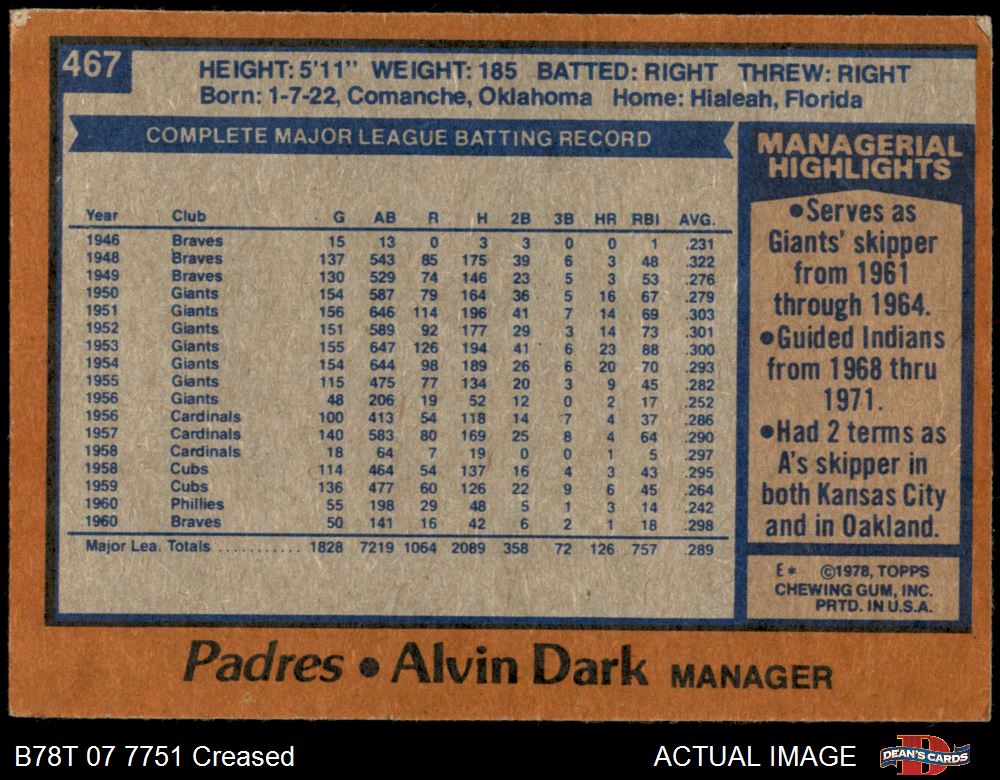 467
HEIGHT: 5'11" WEIGHT: 185 BATTED: RIGHT THREW: RIGHT
Born: 1-7-22, Comanche, Oklahoma Home: Hialeah, Florida
COMPLETE MAJOR LEAGUE BATTING RECORD
Year Club G AB R H 2B 3B HR RBI AVG.
1946 Braves 15 13 0 3 3 0 0 1 .231
1948 Braves 137 543 85 175 39 6 3 48 .322
1949 Braves 130 529 74 146 23 5 3 53 .276
1950 Giants 154 587 79 164 36 5 16 67 .279
1951 Giants 156 646 114 196 41 7 14 69 .303
1952 Giants 151 589 92 177 29 3 14 73 .301
1953 Giants 155 647 126 194 41 6 23 88 .300
1954 Giants 154 644 98 189 26 6 20 70 .293
1955 Giants 115 475 77 134 20 3 9 45 .282
1956 Giants 48 206 19 52 12 0 2 17 .252
1956 Cardinals 100 413 54 118 14 7 4 37 .286
1957 Cardinals 140 583 80 169 25 8 4 64 .290
1958 Cardinals 18 64 7 19 0 0 1 5 .297
1958 Cubs 114 464 54 137 16 4 3 43 .295
1959 Cubs 136 477 60 126 22 9 6 45 .264
1960 Phillies 55 198 29 48 5 1 3 14 .242
1960 Braves 50 141 16 42 6 2 1 18 .298
Major Lea. Totals ........... 1828 7219 1064 2089 358 72 126 757 .289
MANAGERIAL
HIGHLIGHTS
●Serves as
Giants' skipper
from 1961
through 1964.
●Guided Indians
from 1968 thru
1971.
●Had 2 terms as
A's skipper in
both Kansas City
and in Oakland.
E* ©1978, TOPPS
CHEWING GUM, INC.
PRTD. IN U.S.A.
Padres ● Alvin Dark MANAGER
B78T 07 7751 Creased
ACTUAL IMAGE
D
DEAN'S CARDS